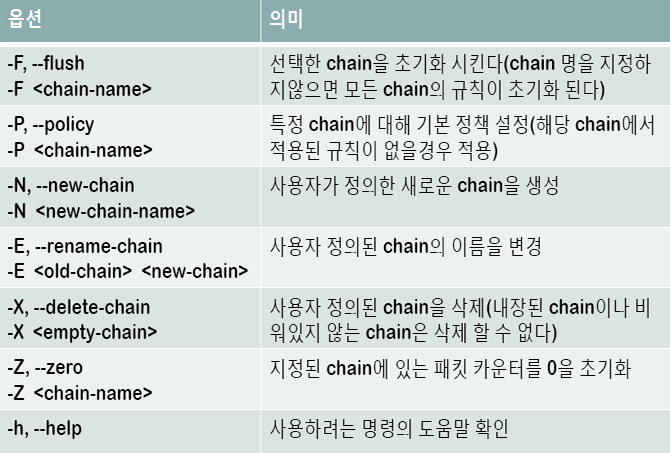 옵션 의미
-F, --flush
-F <chain-name>
선택한 chain을 초기화 시킨다(chain 명을 지정하
지않으면 모든 chain의 규칙이 초기화 된다)
-P, --policy
-P <chain-name>
특정 chain에 대해 기본 정책 설정(해당 chain에서
적용된 규칙이 없을경우 적용)
-N, --new-chain
-N <new-chain-name>
사용자가 정의한 새로운 chain을 생성
-E, --rename-chain
-E <old-chain> <new-chain>
사용자 정의된 chain의 이름을 변경
-X, --delete-chain
-X <empty-chain>
사용자 정의된 chain을 삭제(내장된 chain이나 비
워있지 않는 chain은 삭제 할 수 없다)
-Z, --zero
-Z <chain-name>
지정된 chain에 있는 패킷 카운터를 0을 초기화
-h, --help
사용하려는 명령의 도움말 확인